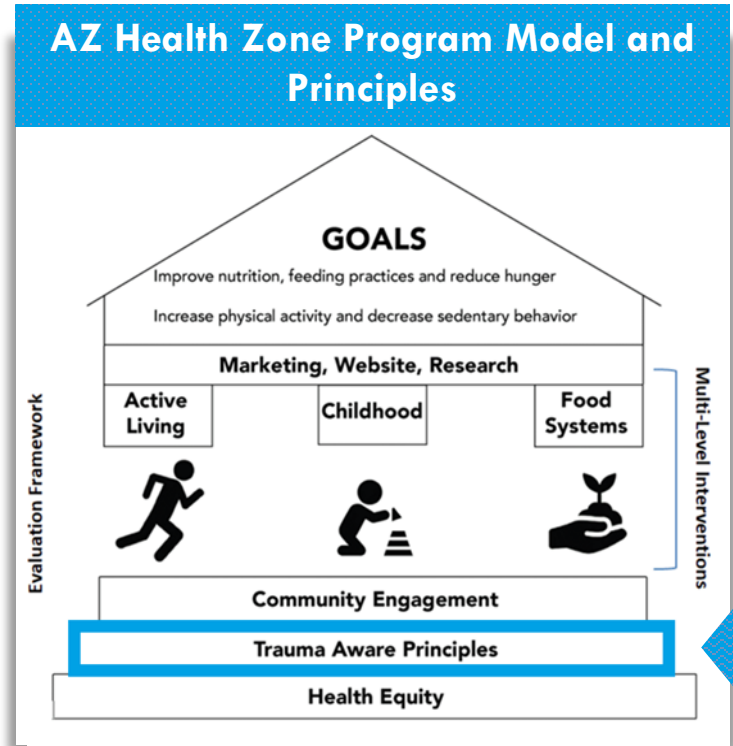 AZ Health Zone Program Model and
Principles
GOALS
Improve nutrition, feeding practices and reduce hunger
Increase physical activity and decrease sedentary behavior
Marketing, Website, Research
Active
Living
Childhood
Food
Systems
Evaluation Framework
Multi-Level Interventions
Community Engagement
Trauma Aware Principles
Health Equity